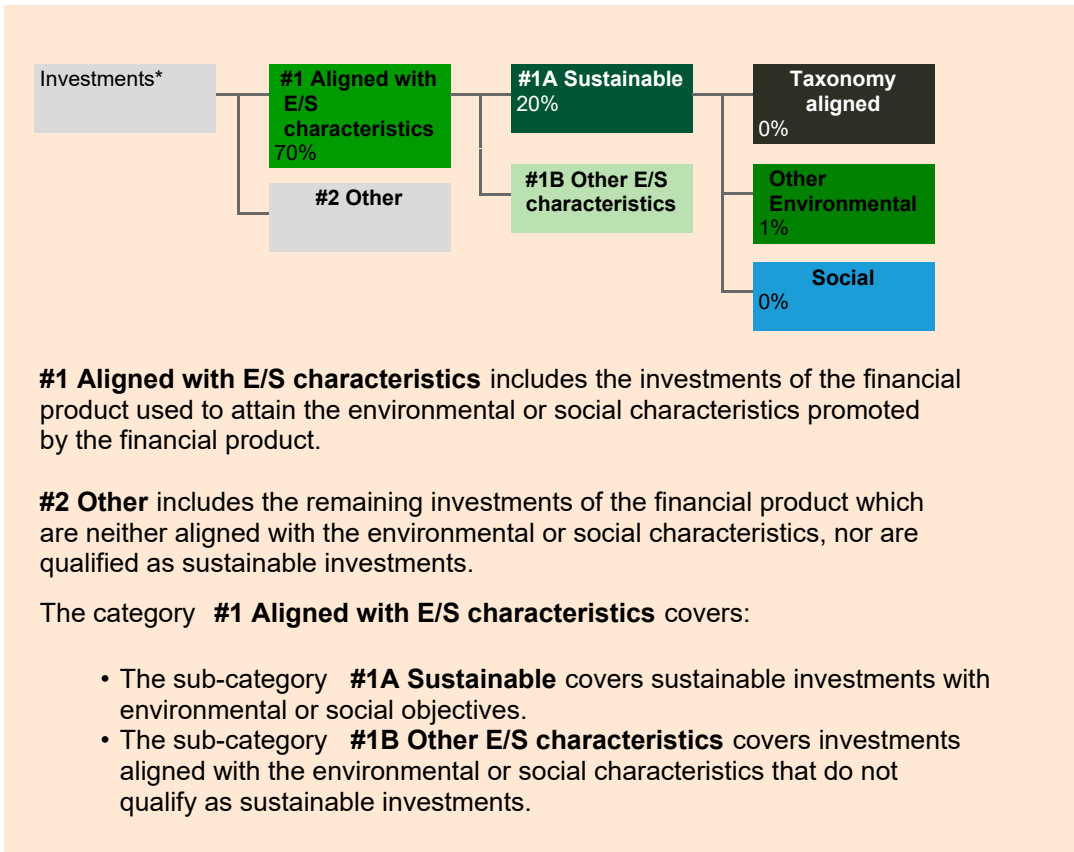 Investments*
#1 Aligned with
E/S
characteristics
70%
#2 Other
#1A Sustainable
20%
#1B Other E/S
characteristics
Taxonomy
aligned
0%
Other
Environmental
1%
Social
0%
#1 Aligned with E/S characteristics includes the investments of the financial
product used to attain the environmental or social characteristics promoted
by the financial product.
#2 Other includes the remaining investments of the financial product which
are neither aligned with the environmental or social characteristics, nor are
qualified as sustainable investments.
The category #1 Aligned with E/S characteristics covers:
• The sub-category #1A Sustainable covers sustainable investments with
environmental or social objectives.
• The sub-category #1B Other E/S characteristics covers investments
aligned with the environmental or social characteristics that do not
qualify as sustainable investments.